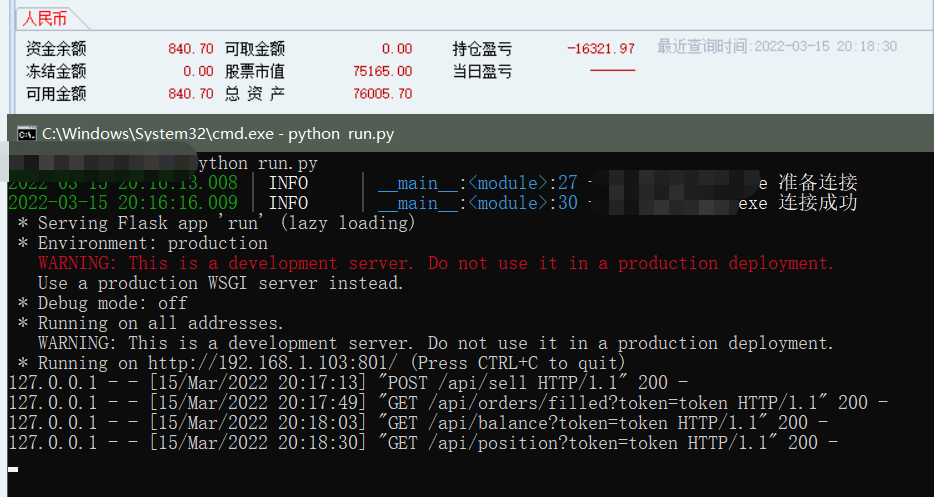 人民币
资金余额 840.70 可取金额 0.00 持仓盈亏 -16321.97 最近查询时间:2022-03-15 20:18:30
冻结金额 0.00 股票市值 75165.00 当日盈亏
可用金额 840.70 总 资 产 76005.70
C:\Windows\System32\cmd.exe - python run.py
ython run.py
2022-03-15 20:16:13.008 | INFO | __main__:<module>:27 - e 准备连接
2022-03-15 20:16:16.009 | INFO | __main__:<module>:30 - exe 连接成功
* Serving Flask app 'run' (lazy loading)
* Environment: production
WARNING: This is a development server. Do not use it in a production deployment.
Use a production WSGI server instead.
* Debug mode: off
* Running on all addresses.
WARNING: This is a development server. Do not use it in a production deployment.
* Running on http://192.168.1.103:801/ (Press CTRL+C to quit)
127.0.0.1 - - [15/Mar/2022 20:17:13] "POST /api/sell HTTP/1.1" 200 -
127.0.0.1 - - [15/Mar/2022 20:17:49] "GET /api/orders/filled?token=token HTTP/1.1" 200 -
127.0.0.1 - - [15/Mar/2022 20:18:03] "GET /api/balance?token=token HTTP/1.1" 200 -
127.0.0.1 - - [15/Mar/2022 20:18:30] "GET /api/position?token=token HTTP/1.1" 200 -